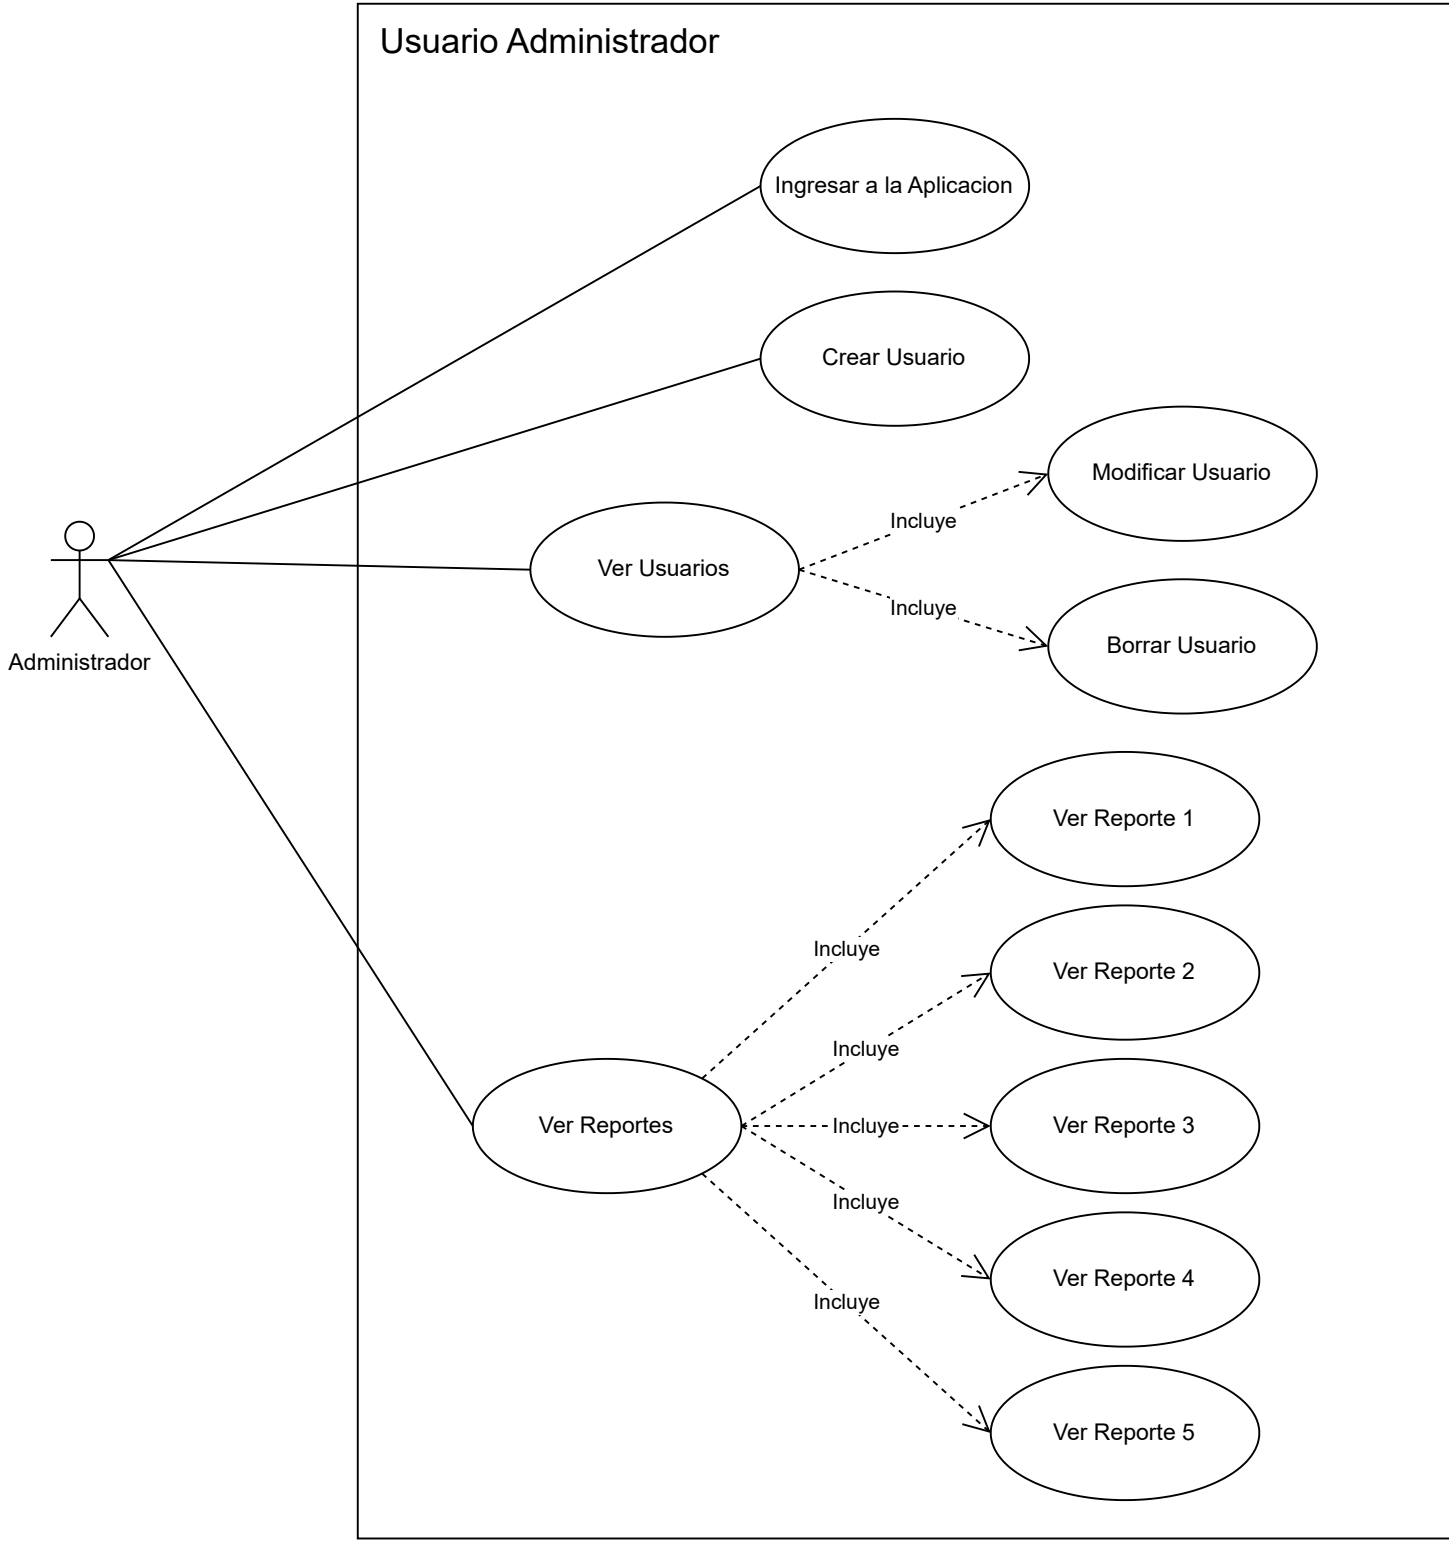 Usuario Administrador
Ingresar a la Aplicacion
Crear Usuario
Modificar Usuario
Incluye
Ver Usuarios
Incluye
Borrar Usuario
Administrador
Ver Reporte 1
Incluye
Ver Reporte 2
Incluye
Ver Reportes
Incluye
Ver Reporte 3
Incluye
Ver Reporte 4
Incluye
Ver Reporte 5